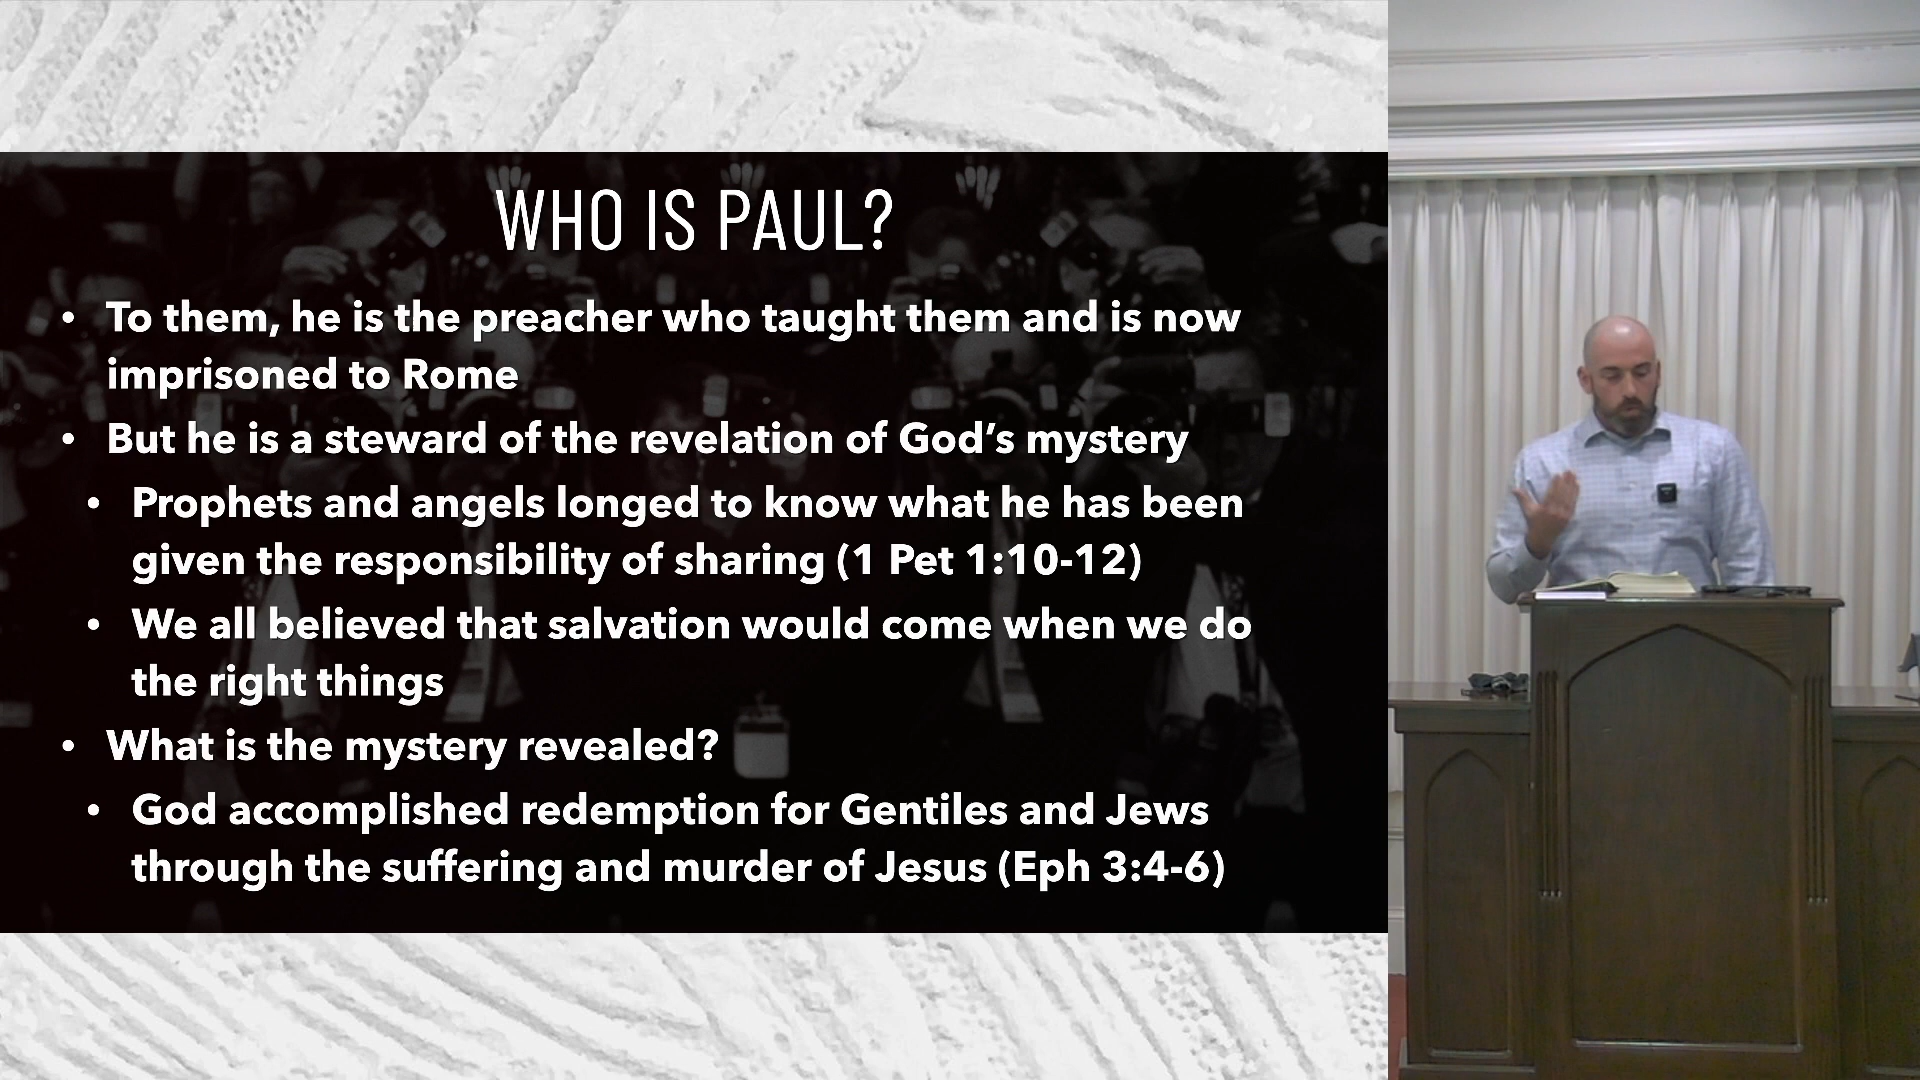 WHO IS PAUL?
• To them, he is the preacher who taught them and is now
imprisoned to Rome
• But he is a steward of the revelation of God’s mystery
• Prophets and angels longed to know what he has been
given the responsibility of sharing (1 Pet 1:10-12)
• We all believed that salvation would come when we do
the right things
• What is the mystery revealed?
• God accomplished redemption for Gentiles and Jews
through the suffering and murder of Jesus (Eph 3:4-6)